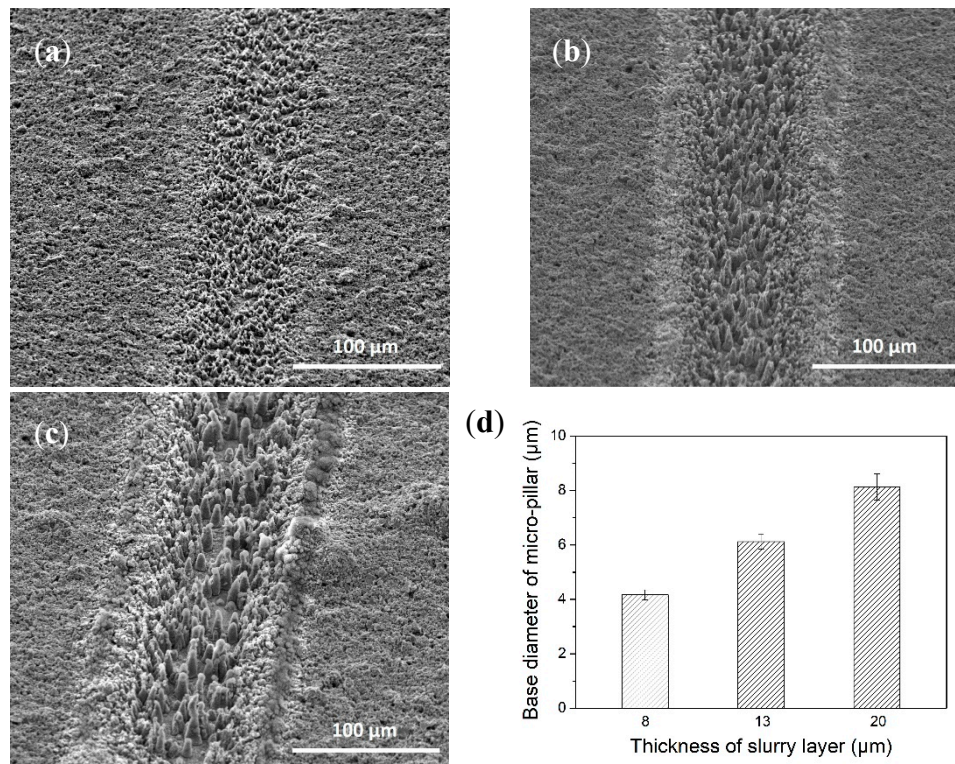 (a)
100 μm
(b)
100 μm
(c)
100 μm
(d)
Base diameter of micro-pillar (μm)
10
8
6
4
2
0
8
13
20
Thickness of slurry layer (μm)